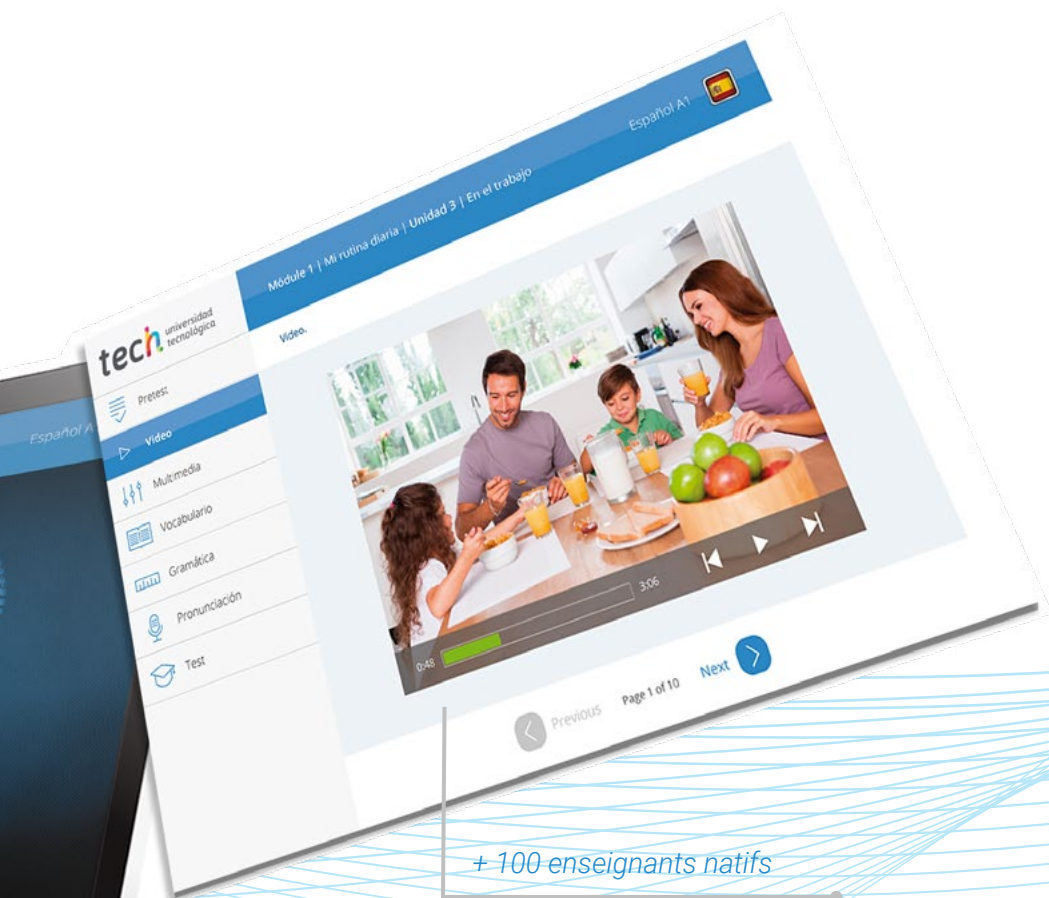 Español A1
Módule 1 | Mi rutina diaria | Unidad 3 | En el trabajo
tech universidad
tecnológica
Video.
Pretest
Video
Multimedia
Vocabulario
Gramática
Pronunciación
Test
0:48
3:06
Previous
Page 1 of 10
Next
Español A
+ 100 enseignants natifs